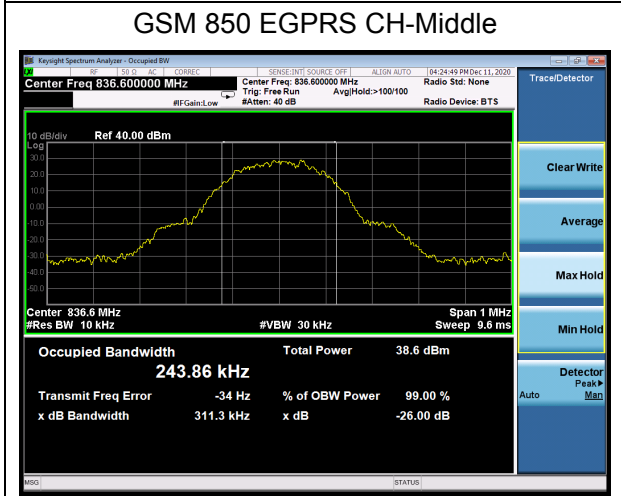 GSM 850 EGPRS CH-Middle
Keysight Spectrum Analyzer - Occupied BW
RF 50 Ω AC CORREC SENSE:INT SOURCE OFF ALIGN AUTO 04:24:49 PM Dec 11, 2020
Center Freq 836.600000 MHz Center Freq: 836.600000 MHz Radio Std: None Trace/Detector
Trig: Free Run Avg|Hold:>100/100
#IFGain:Low #Atten: 40 dB Radio Device: BTS
10 dB/div Ref 40.00 dBm
Log
30.0
20.0
10.0
0.00
-10.0
-20.0
-30.0
-40.0
-50.0
Clear Write
Average
Max Hold
Min Hold
Center 836.6 MHz Span 1 MHz
#Res BW 10 kHz #VBW 30 kHz Sweep 9.6 ms
Occupied Bandwidth Total Power 38.6 dBm
243.86 kHz
Transmit Freq Error -34 Hz % of OBW Power 99.00 %
x dB Bandwidth 311.3 kHz x dB -26.00 dB
Detector
Peak▶
Auto Man
MSG STATUS